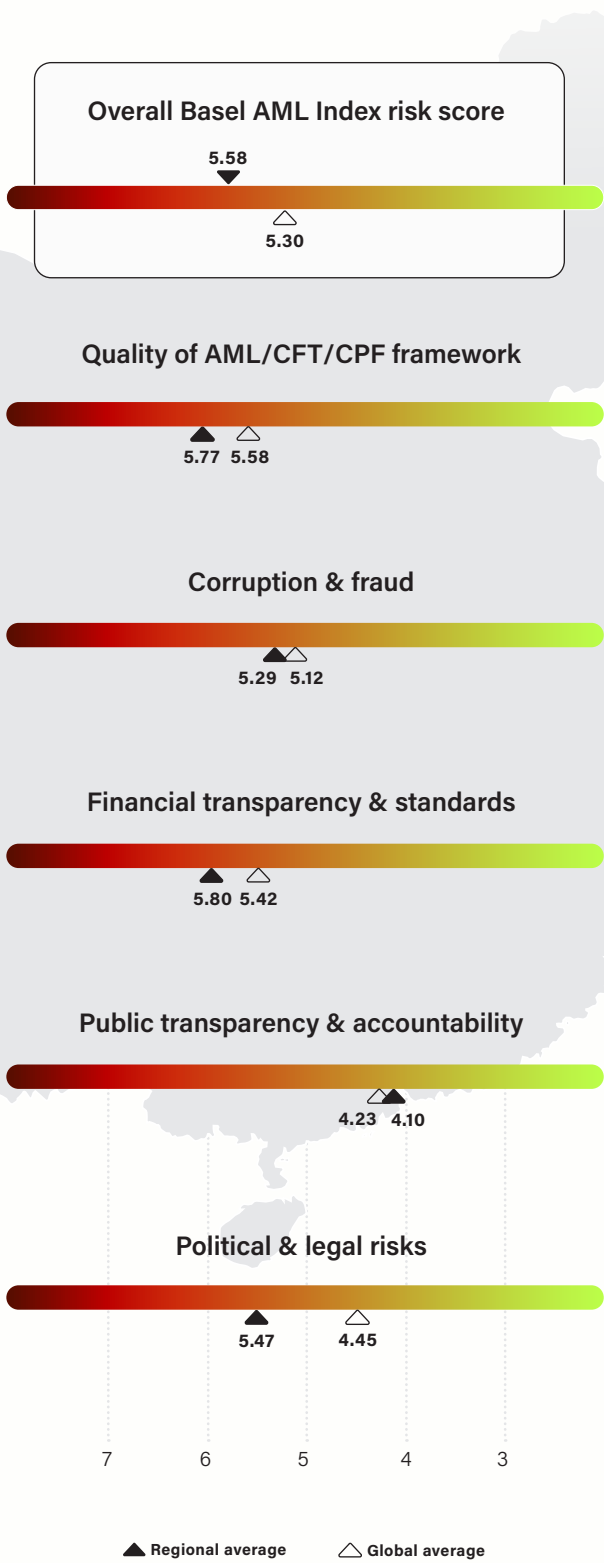 Overall Basel AML Index risk score
5.58
5.30
Quality of AML/CFT/CPF framework
5.77 5.58
Corruption & fraud
5.29 5.12
Financial transparency & standards
5.80 5.42
Public transparency & accountability
4.23 4.10
Political & legal risks
5.47 4.45
7 6 5 4 3
Regional average Global average